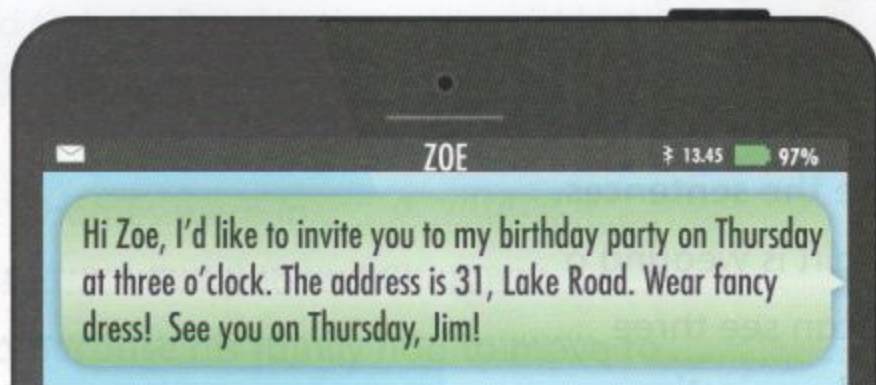 ZOE 13.45 97%
Hi Zoe, I'd like to invite you to my birthday party on Thursday
at three o'clock. The address is 31, Lake Road. Wear fancy
dress! See you on Thursday, Jim!